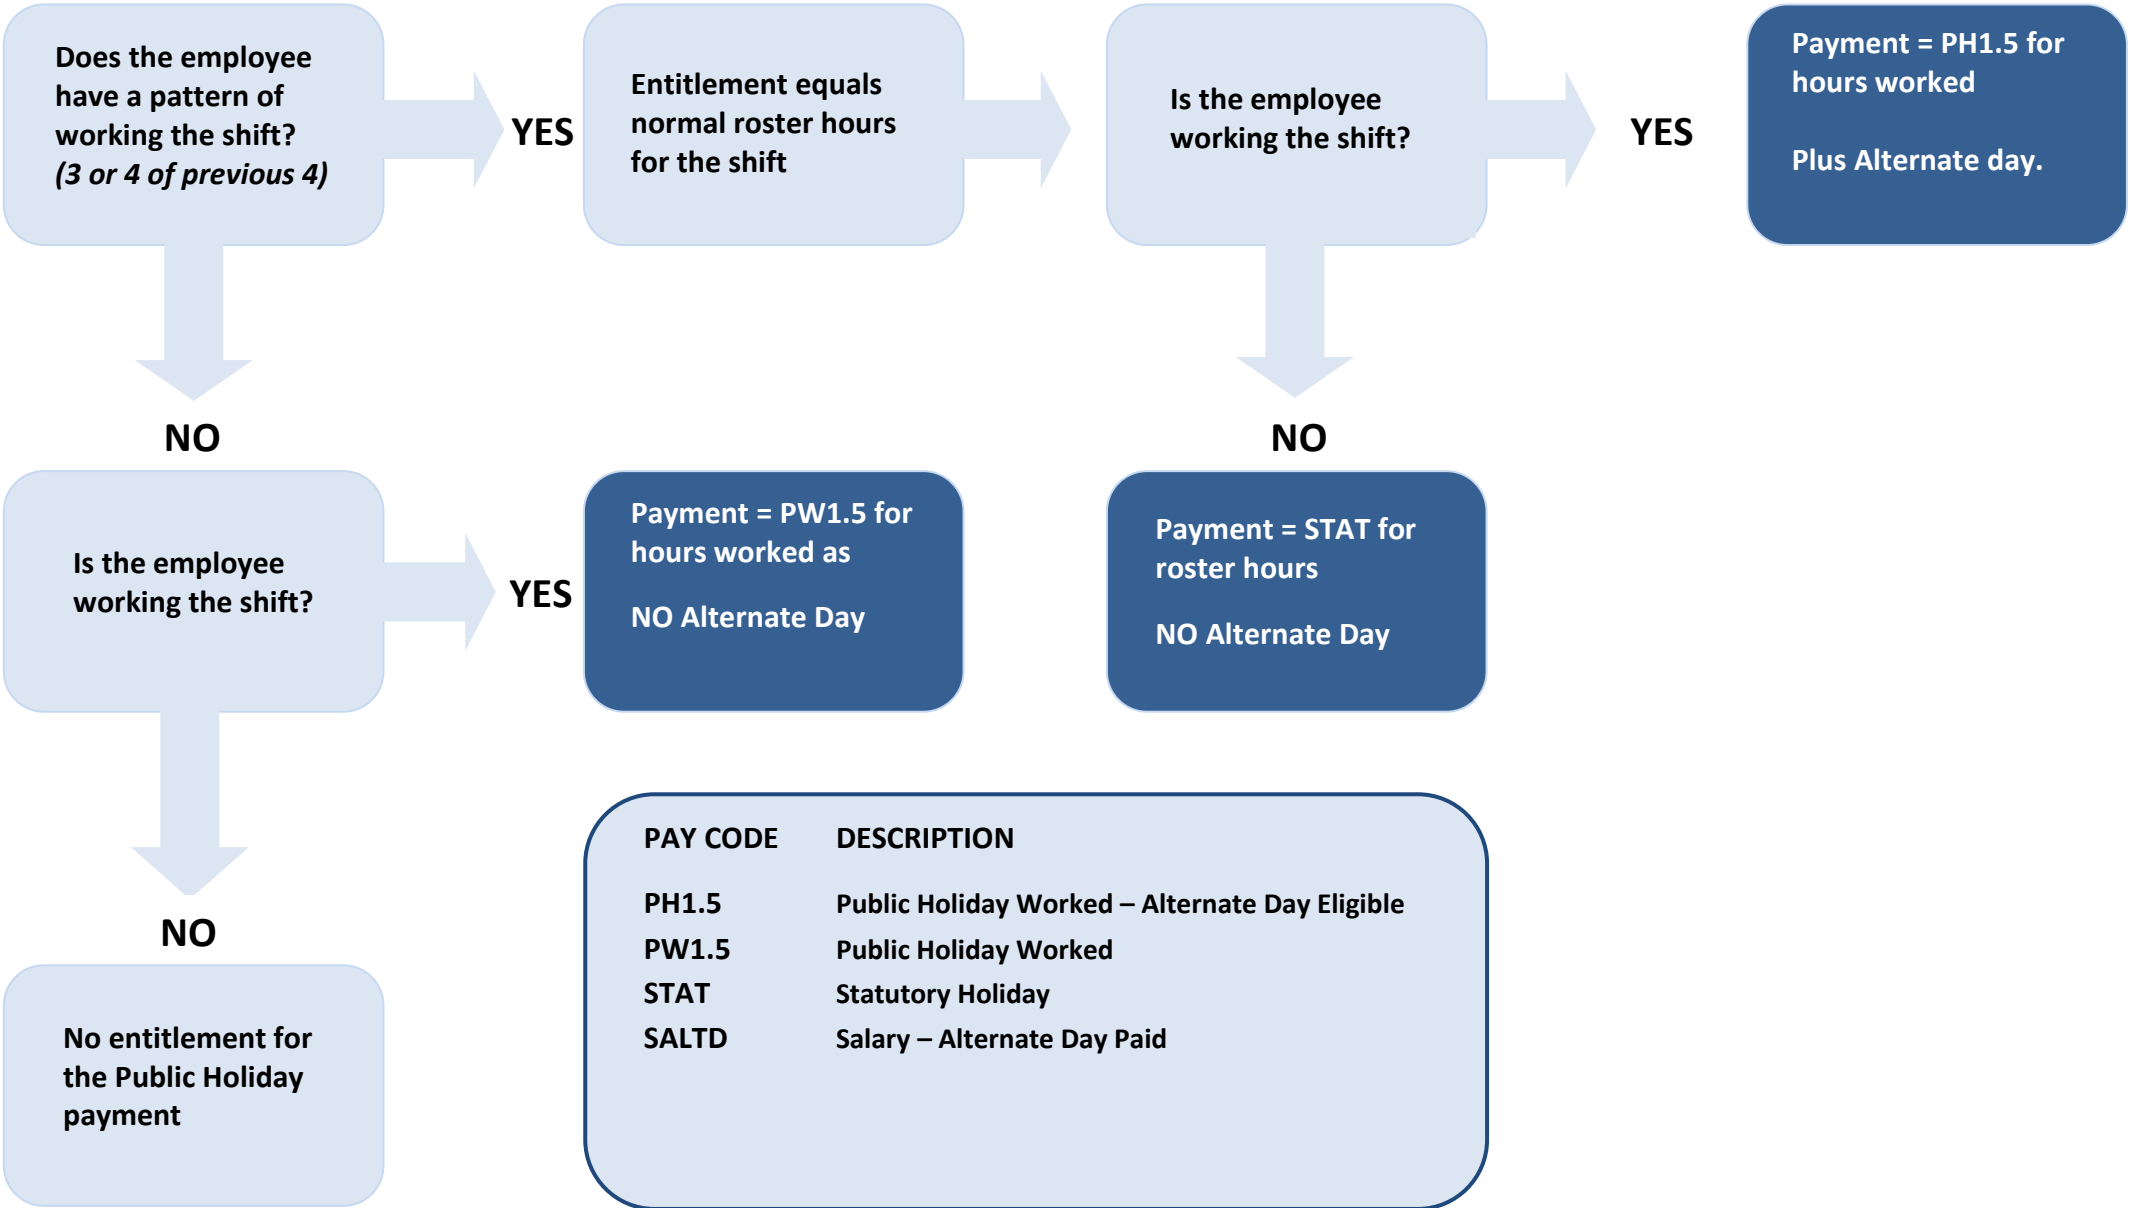 Does the employee
have a pattern of
working the shift?
(3 or 4 of previous 4)
YES
Entitlement equals
normal roster hours
for the shift
Is the employee
working the shift?
YES
Payment = PH1.5 for
hours worked
Plus Alternate day.
NO
NO
Is the employee
working the shift?
YES
Payment = PW1.5 for
hours worked as
NO Alternate Day
Payment = STAT for
roster hours
NO Alternate Day
NO
No entitlement for
the Public Holiday
payment
PAY CODE DESCRIPTION
PH1.5 Public Holiday Worked – Alternate Day Eligible
PW1.5 Public Holiday Worked
STAT Statutory Holiday
SALTD Salary – Alternate Day Paid